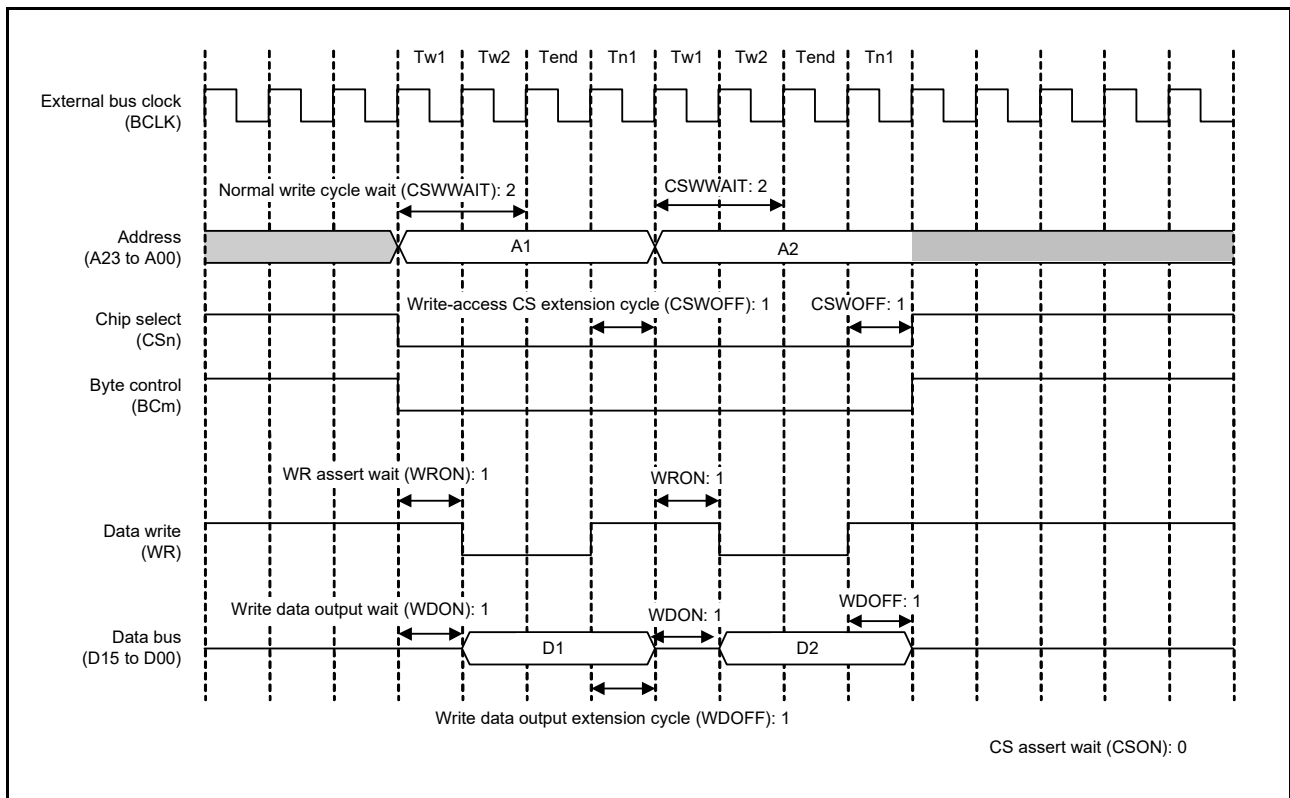 Tw1 Tw2 Tend Tn1 Tw1 Tw2 Tend Tn1
External bus clock
(BCLK)
Normal write cycle wait (CSWWAIT): 2
CSWWAIT: 2
Address
(A23 to A00)
A1
A2
Write-access CS extension cycle (CSWOFF): 1
CSWOFF: 1
Chip select
(CSn)
Byte control
(BCm)
WR assert wait (WRON): 1
WRON: 1
Data write
(WR)
Write data output wait (WDON): 1
WDON: 1
WDOFF: 1
Data bus
(D15 to D00)
D1
D2
Write data output extension cycle (WDOFF): 1
CS assert wait (CSON): 0